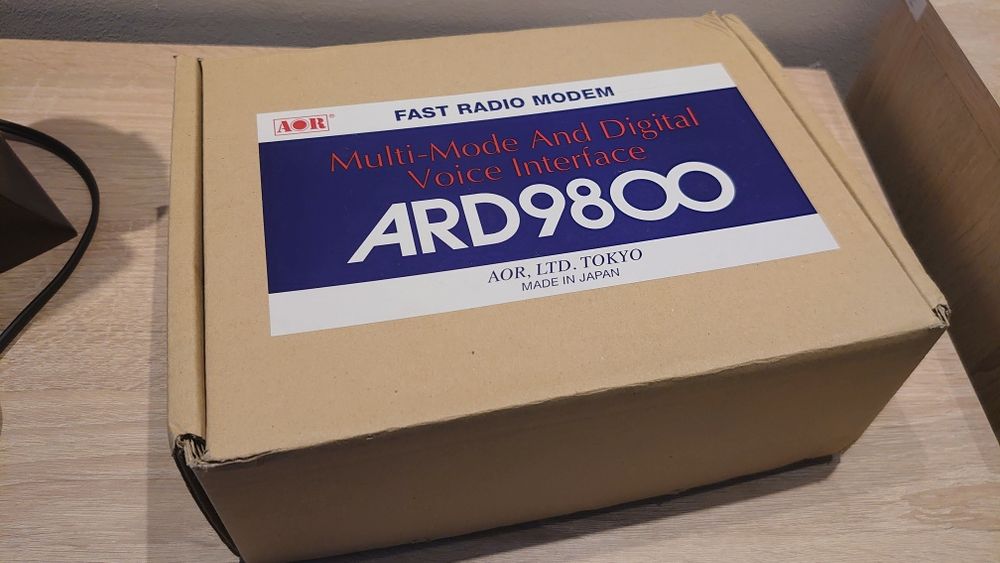 AOR®
FAST RADIO MODEM
Multi-Mode And Digital
Voice Interface
ARD9800
AOR, LTD. TOKYO
MADE IN JAPAN